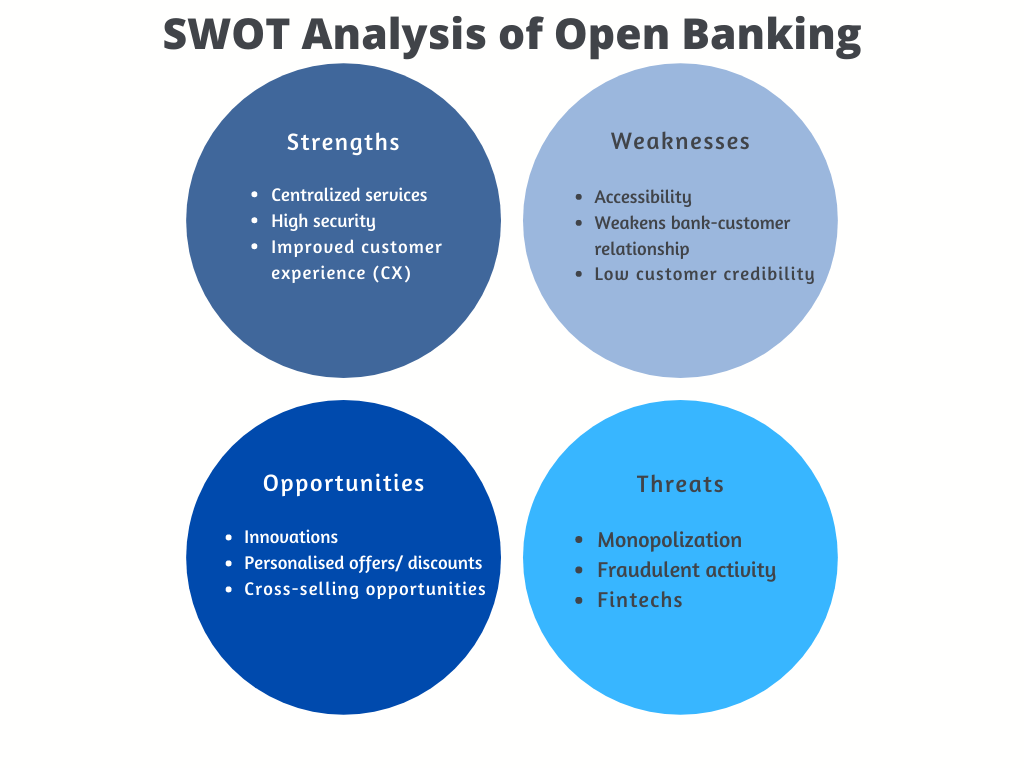 SWOT Analysis of Open Banking
Strengths
• Centralized services
• High security
• Improved customer
experience (CX)
Weaknesses
• Accessibility
• Weakens bank-customer
relationship
• Low customer credibility
Opportunities
• Innovations
• Personalised offers/ discounts
• Cross-selling opportunities
Threats
• Monopolization
• Fraudulent activity
• Fintechs